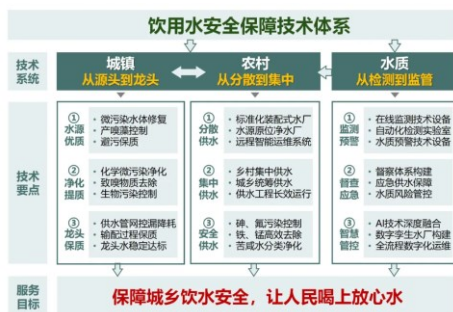 饮用水安全保障技术体系
技术
系统
城镇
从源头到龙头
农村
从分散到集中
水质
从检测到监管
技术
要点
①
水源
优质
• 微污染水体修复
• 产嗅藻控制
• 避污保质
②
净化
提质
• 化学微污染净化
• 致嗅物质去除
• 生物污染控制
③
龙头
保质
• 供水管网控漏降耗
• 输配过程保质
• 龙头水稳定达标
①
分散
供水
• 标准化装配式水厂
• 水源原位净水厂
• 远程智能运维系统
②
集中
供水
• 乡村集中供水
• 城乡统筹供水
• 供水工程长效运行
③
安全
供水
• 砷、氟污染控制
• 铁、锰高效去除
• 苦咸水分类净化
①
监测
预警
• 在线监测技术设备
• 自动化检测实验室
• 水质预警技术设备
②
督查
应急
• 督察体系构建
• 应急供水保障
• 水质风险管控
③
智慧
管控
• AI技术深度融合
• 数字孪生水厂构建
• 全流程数字化运维
服务
目标
保障城乡饮水安全，让人民喝上放心水